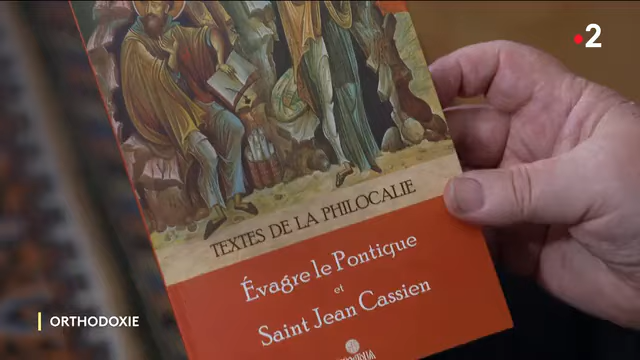 2
TEXTES DE LA PHILOCALIE
Évagre le Pontique
et
Saint Jean Cassien
ORTHODOXIE